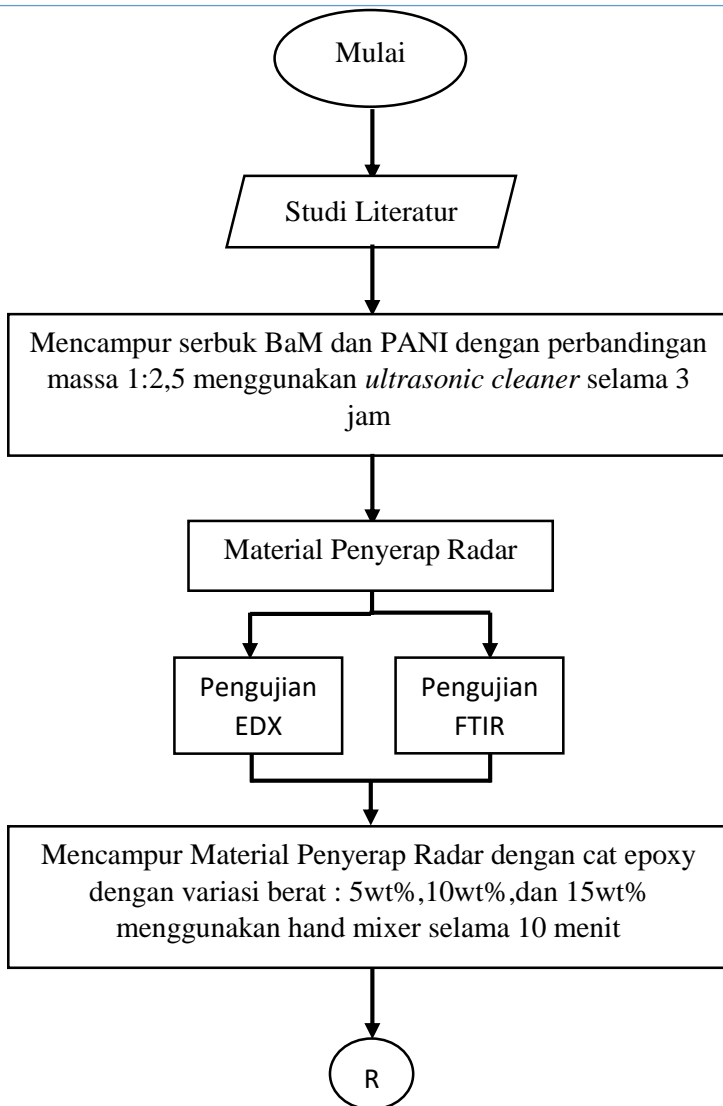 Mulai
Studi Literatur
Mencampur serbuk BaM dan PANI dengan perbandingan
massa 1:2,5 menggunakan ultrasonic cleaner selama 3
jam
Material Penyerap Radar
Pengujian
EDX
Pengujian
FTIR
Mencampur Material Penyerap Radar dengan cat epoxy
dengan variasi berat : 5wt%,10wt%,dan 15wt%
menggunakan hand mixer selama 10 menit
R